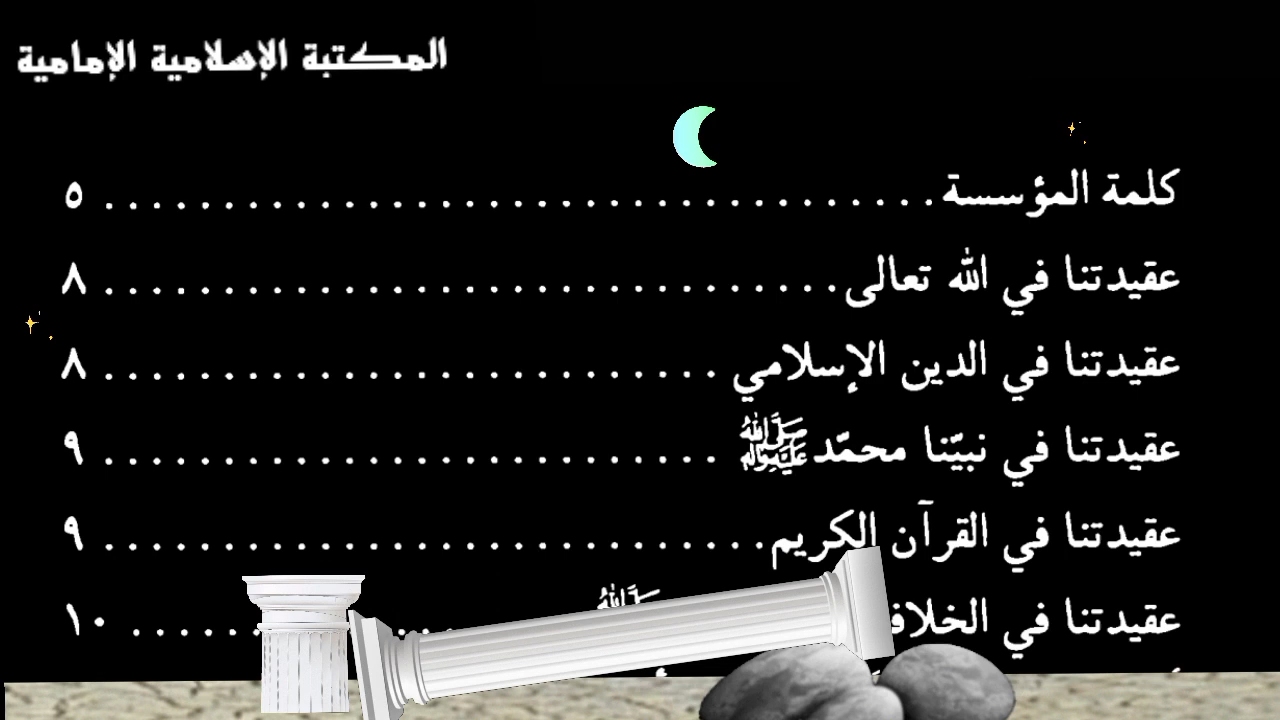 المكتبة الإسلامية الإمامية
كلمة المؤسسة ..................................... ٥
عقيدتنا في الله تعالى ............................... ٨
عقيدتنا في الدين الإسلامي .......................... ٨
عقيدتنا في نبيّنا محمّد ﷺ .......................... ٩
عقيدتنا في القرآن الكريم ............................ ٩
عقيدتنا في ١٠